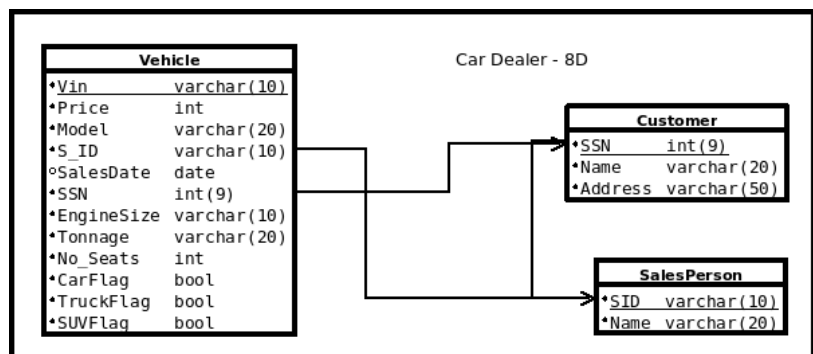 Vehicle
Vin varchar(10)
Price int
Model varchar(20)
S_ID varchar(10)
SalesDate date
SSN int(9)
EngineSize varchar(10)
Tonnage varchar(20)
No_Seats int
CarFlag bool
TruckFlag bool
SUVFlag bool
Car Dealer - 8D
Customer
SSN int(9)
Name varchar(20)
Address varchar(50)
SalesPerson
SID varchar(10)
Name varchar(20)